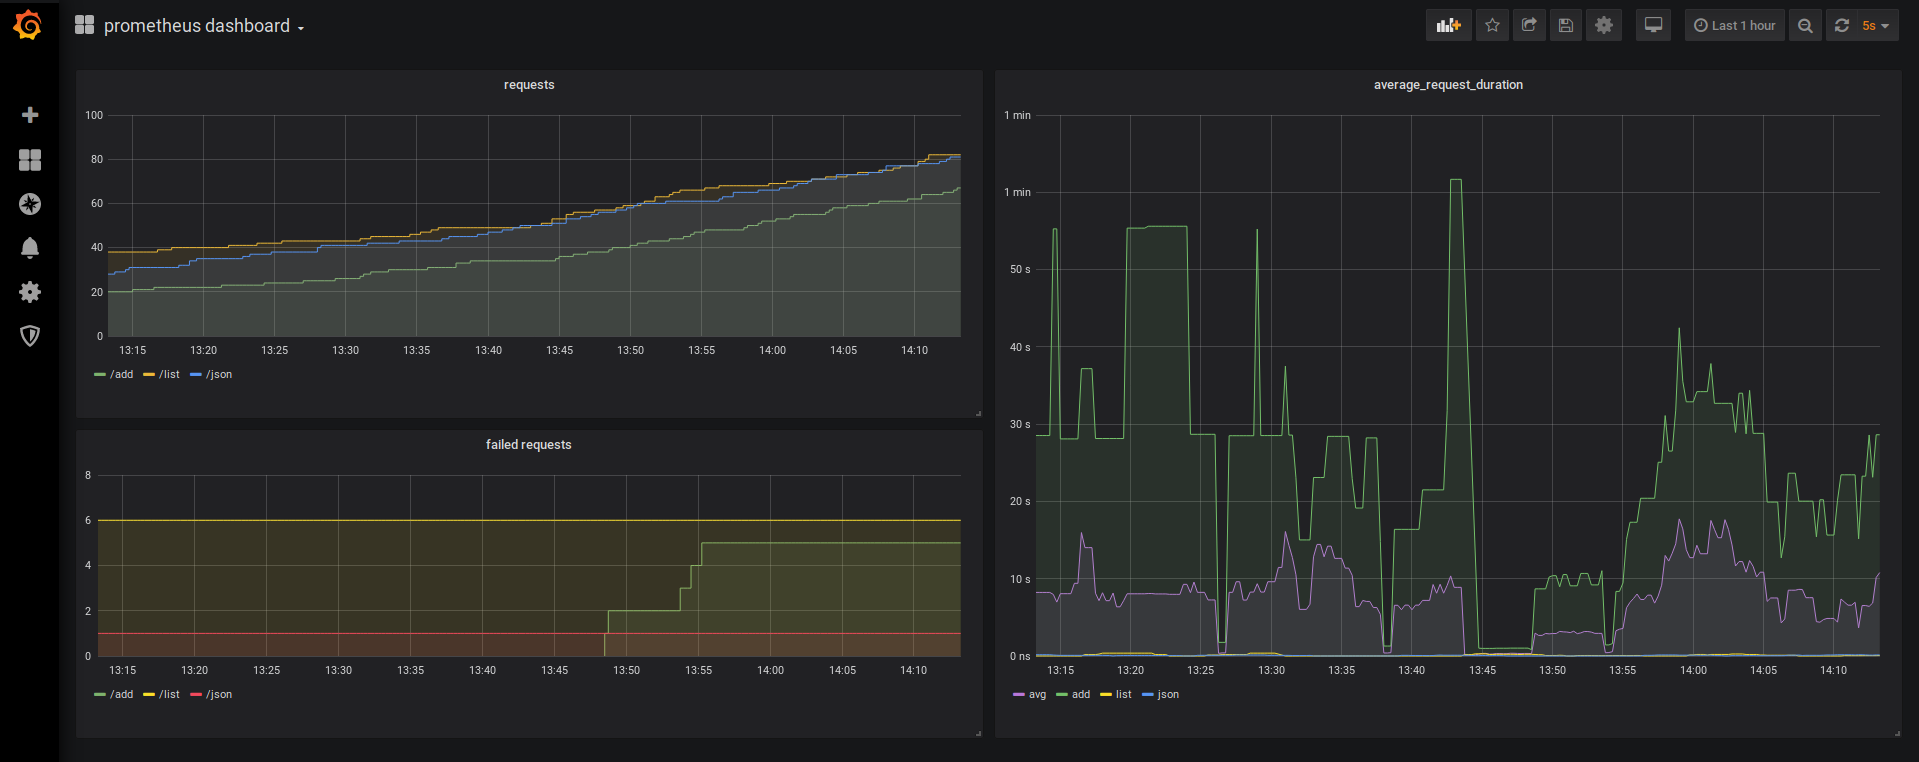 prometheus dashboard
Last 1 hour
5s
requests
100
80
60
40
20
0
13:15 13:20 13:25 13:30 13:35 13:40 13:45 13:50 13:55 14:00 14:05 14:10
/add /list /json
failed requests
8
6
4
2
0
13:15 13:20 13:25 13:30 13:35 13:40 13:45 13:50 13:55 14:00 14:05 14:10
/add /list /json
average_request_duration
1 min
1 min
50 s
40 s
30 s
20 s
10 s
0 ns
13:15 13:20 13:25 13:30 13:35 13:40 13:45 13:50 13:55 14:00 14:05 14:10
avg add list json